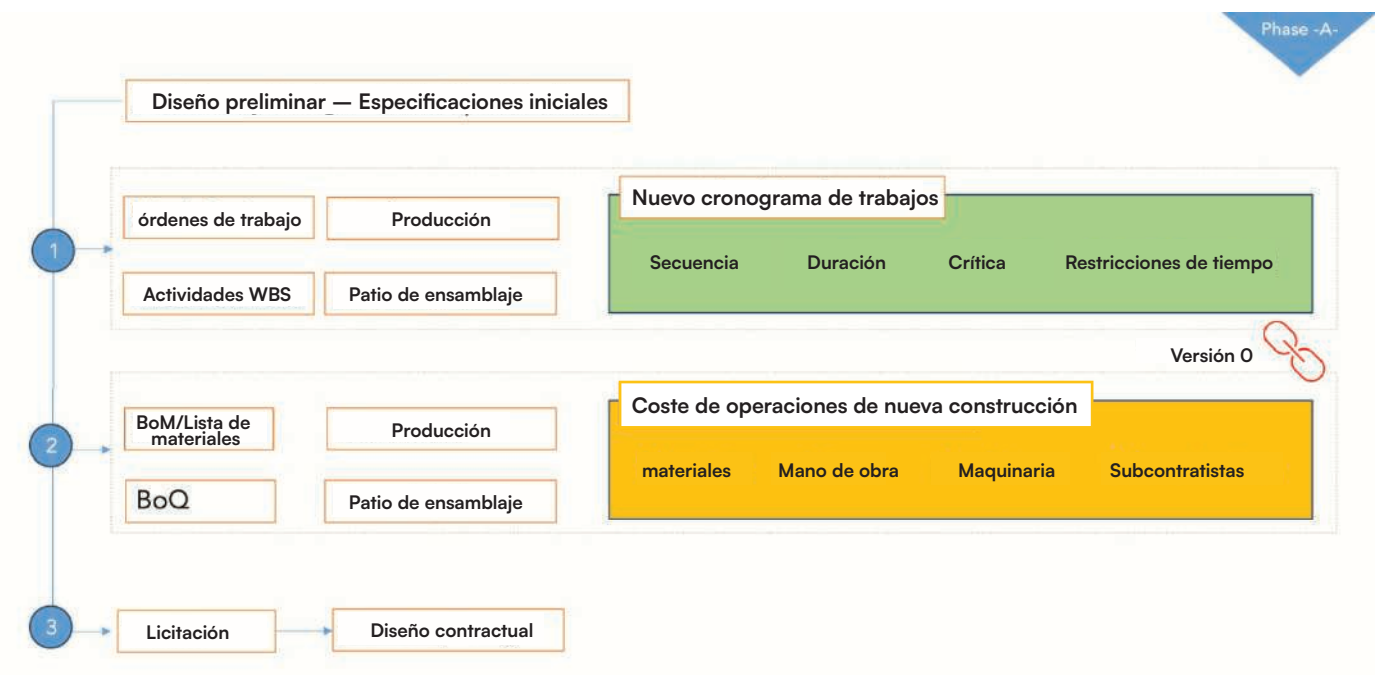 Phase -A-
Diseño preliminar — Especificaciones iniciales
1
órdenes de trabajo
Producción
Actividades WBS
Patio de ensamblaje
Nuevo cronograma de trabajos
Secuencia
Duración
Crítica
Restricciones de tiempo
Versión 0
2
BoM/Lista de
materiales
Producción
BoQ
Patio de ensamblaje
Coste de operaciones de nueva construcción
materiales
Mano de obra
Maquinaria
Subcontratistas
3
Licitación
Diseño contractual